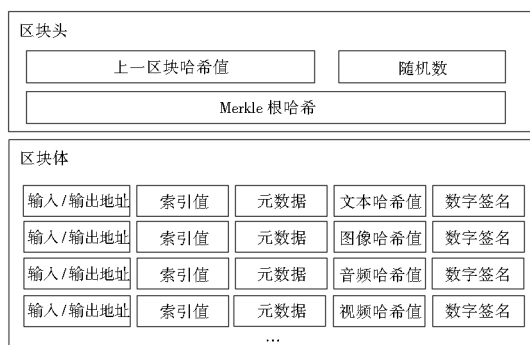 区块头
上一区块哈希值 随机数
Merkle 根哈希
区块体
输入/输出地址 索引值 元数据 文本哈希值 数字签名
输入/输出地址 索引值 元数据 图像哈希值 数字签名
输入/输出地址 索引值 元数据 音频哈希值 数字签名
输入/输出地址 索引值 元数据 视频哈希值 数字签名
...